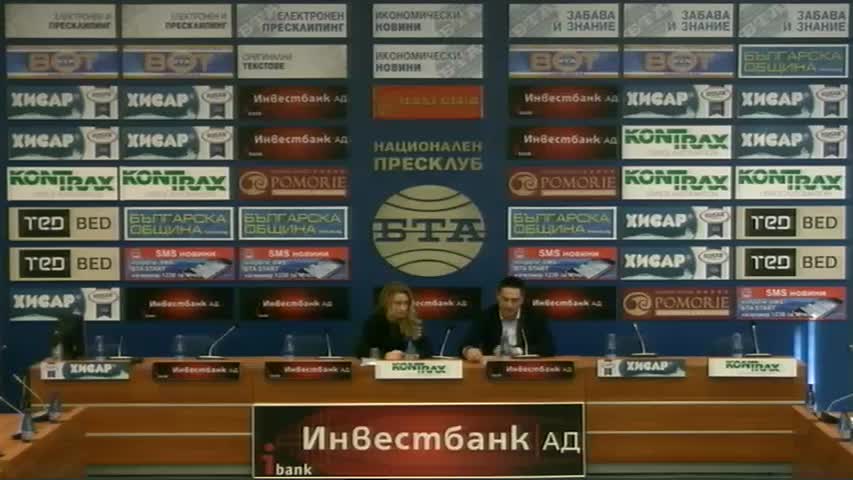 ЕЛЕКТРОНЕН И ПРЕСКЛИПИНГ
ЕЛЕКТРОНЕН И ПРЕСКЛИПИНГ
ЕЛЕКТРОНЕН ПРЕСКЛИПИНГ
ИКОНОМИЧЕСКИ НОВИНИ
ЗАБАВА И ЗНАНИЕ
ЗАБАВА И ЗНАНИЕ
ЗАБАВА И ЗНАНИЕ
ВОТ
ВОТ
ОРИГИНАЛНИ ТЕКСТОВЕ
ИКОНОМИЧЕСКИ НОВИНИ
ВОТ
ВОТ
БЪЛГАРСКА ОБЩИНА
ХИСАР
ХИСАР
ИНВЕСТБАНК АД
ИНВЕСТБАНК АД
ХИСАР
ХИСАР
ХИСАР
ХИСАР
ИНВЕСТБАНК АД
НАЦИОНАЛЕН
ПРЕСКЛУБ
ИНВЕСТБАНК АД
KONTRAX
ХИСАР
KONTRAX
KONTRAX
POMORIE
POMORIE
KONTRAX
KONTRAX
TED BED
БЪЛГАРСКА ОБЩИНА
БЪЛГАРСКА ОБЩИНА
БТА
БЪЛГАРСКА ОБЩИНА
ХИСАР
TED BED
TED BED
SMS НОВИНИ
SMS НОВИНИ
SMS НОВИНИ
ХИСАР
TED BED
ХИСАР
ИНВЕСТБАНК АД
ИНВЕСТБАНК АД
ИНВЕСТБАНК АД
ИНВЕСТБАНК АД
POMORIE
SMS НОВИНИ
ХИСАР
ИНВЕСТБАНК АД
ИНВЕСТБАНК АД
KONTRAX
ИНВЕСТБАНК АД
ХИСАР
KONTRAX
ИНВЕСТБАНК АД
ibank